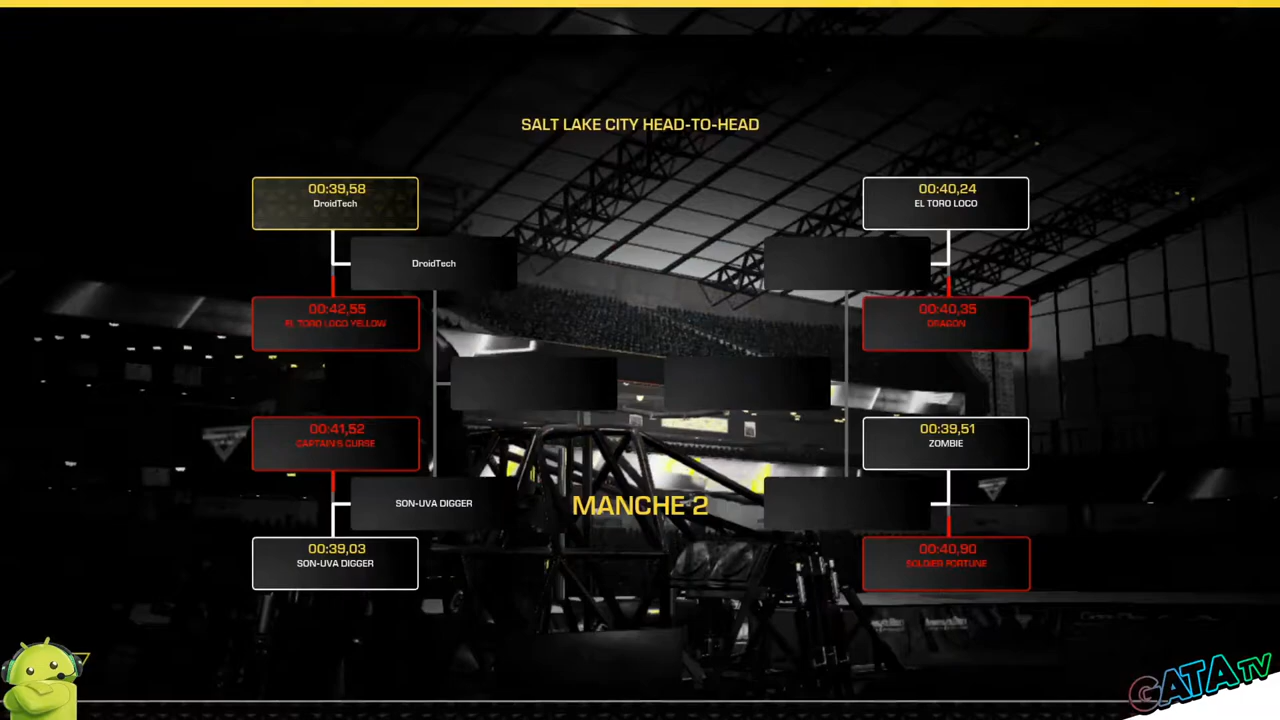 SALT LAKE CITY HEAD-TO-HEAD
00:39,58
DroidTech
00:40,24
EL TORO LOCO
DroidTech
00:42,55
EL TORO LOCO YELLOW
00:40,35
DRAGON
00:41,52
CAPTAIN'S CURSE
00:39,51
ZOMBIE
SON-UVA DIGGER
MANCHE 2
00:39,03
SON-UVA DIGGER
00:40,90
SOLDIER FORTUNE
GATA TV